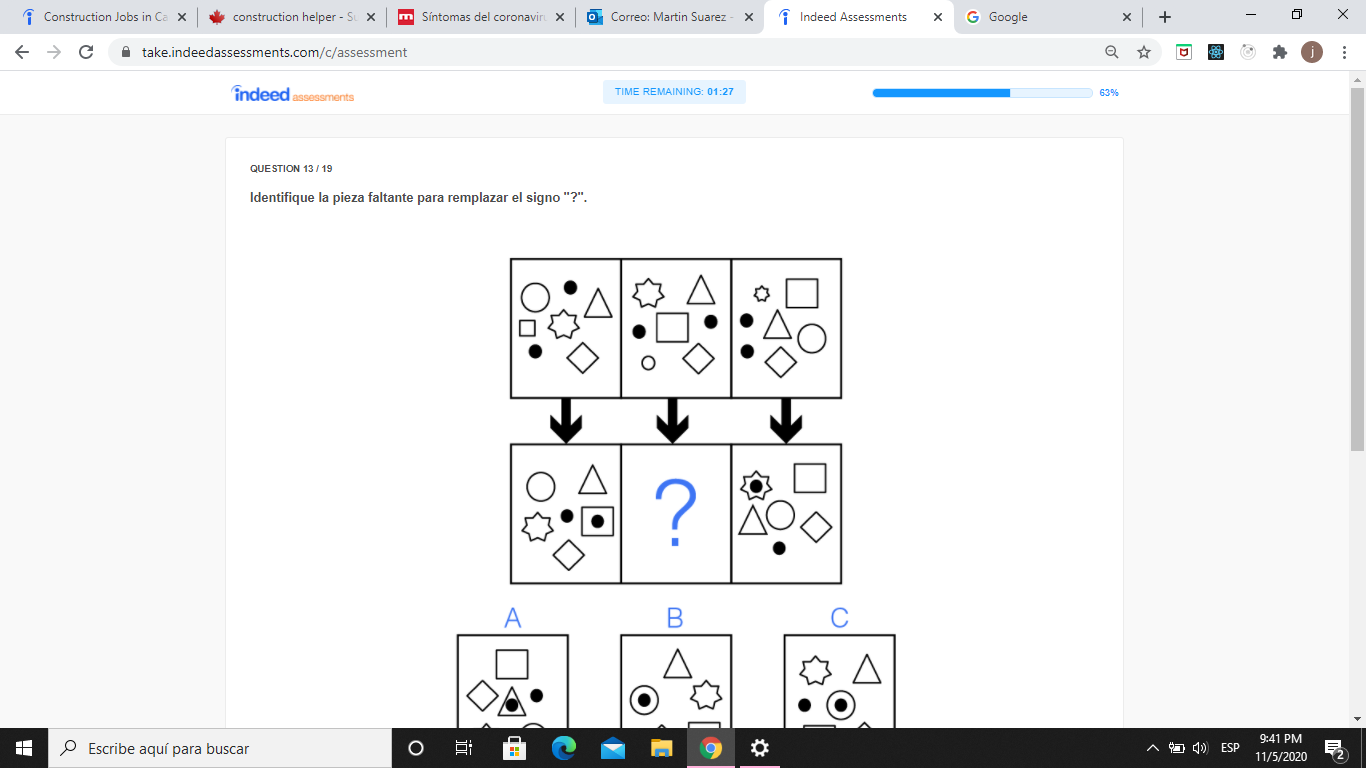 Construction Jobs in Ca
construction helper - Su
Síntomas del coronaviru
Correo: Martin Suarez -
Indeed Assessments
Google
take.indeedassessments.com/c/assessment
j
indeed assessments
TIME REMAINING: 01:27
63%
QUESTION 13 / 19
Identifique la pieza faltante para remplazar el signo "?".
?
A B C
Escribe aquí para buscar
ESP
9:41 PM
11/5/2020
2